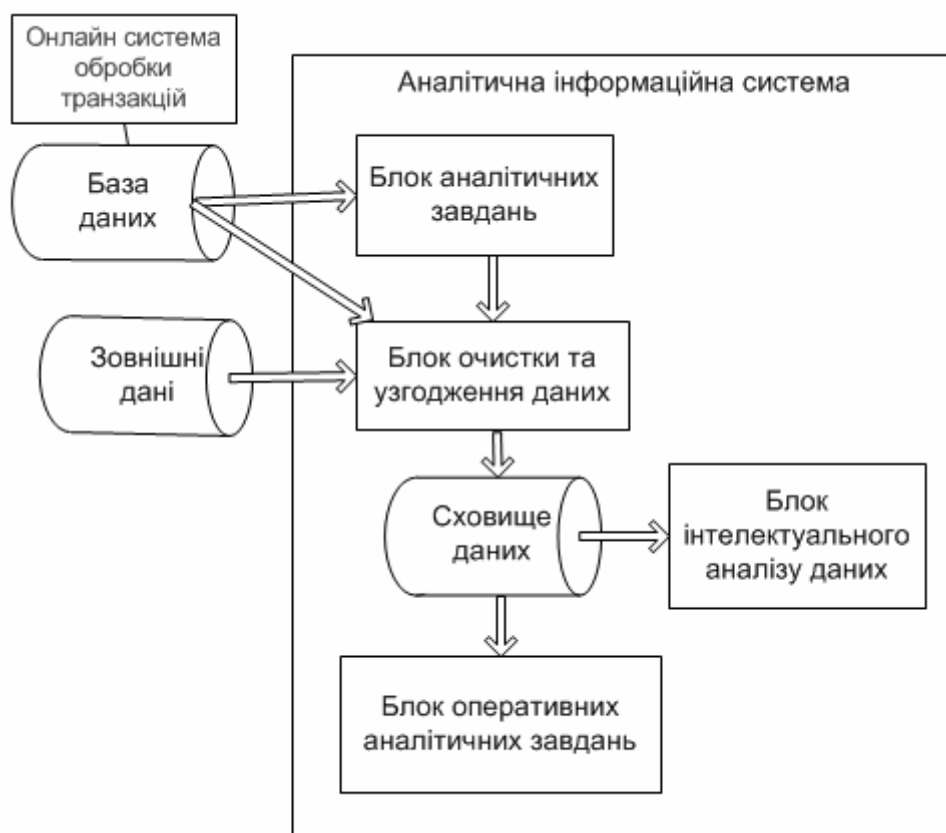 Онлайн система
обробки
транзакцій
Аналітична інформаційна система
База
даних
Блок аналітичних
завдань
Зовнішні
дані
Блок очистки та
узгодження даних
Сховище
даних
Блок
інтелектуального
аналізу даних
Блок оперативних
аналітичних завдань